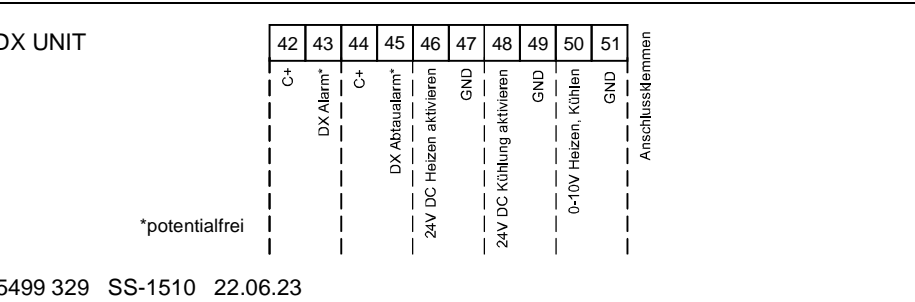 DX UNIT
42 43 44 45 46 47 48 49 50 51
C+
DX Alarm*
C+
DX Abtaualarm*
24V DC Heizen aktivieren
GND
24V DC Kühlung aktivieren
GND
0-10V Heizen, Kühlen
GND
Anschlussklemmen
*potentialfrei
5499 329 SS-1510 22.06.23